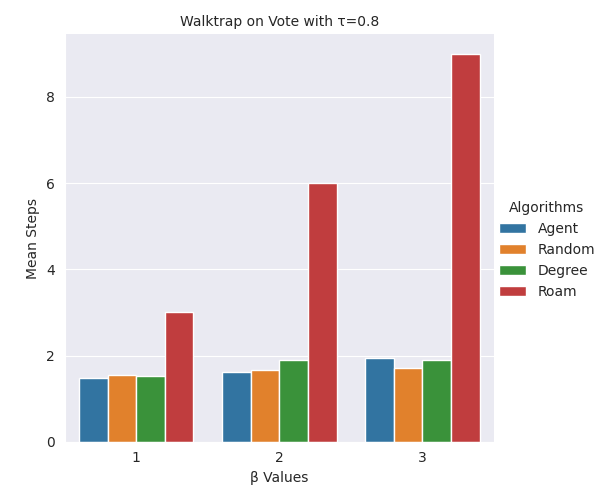 Walktrap on Vote with τ=0.8
8
6
4
2
0
Mean Steps
1 2 3
β Values
Algorithms
Agent
Random
Degree
Roam